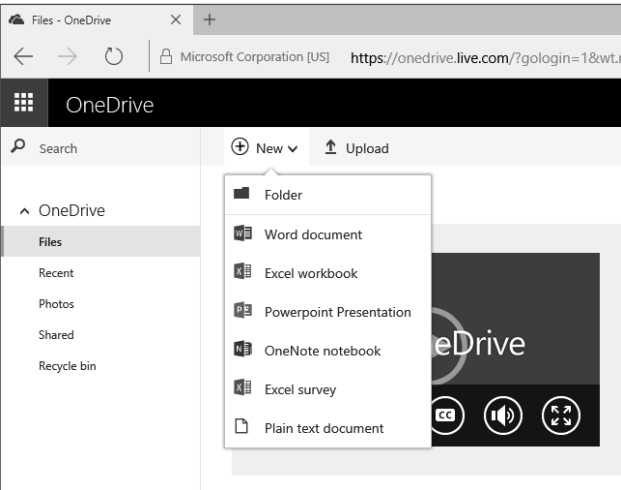 Files - OneDrive
Microsoft Corporation [US] https://onedrive.live.com/?gologin=1&wt.
OneDrive
Search
New
Upload
OneDrive
Files
Recent
Photos
Shared
Recycle bin
Folder
Word document
Excel workbook
Powerpoint Presentation
OneNote notebook
Excel survey
Plain text document
eDrive
CC